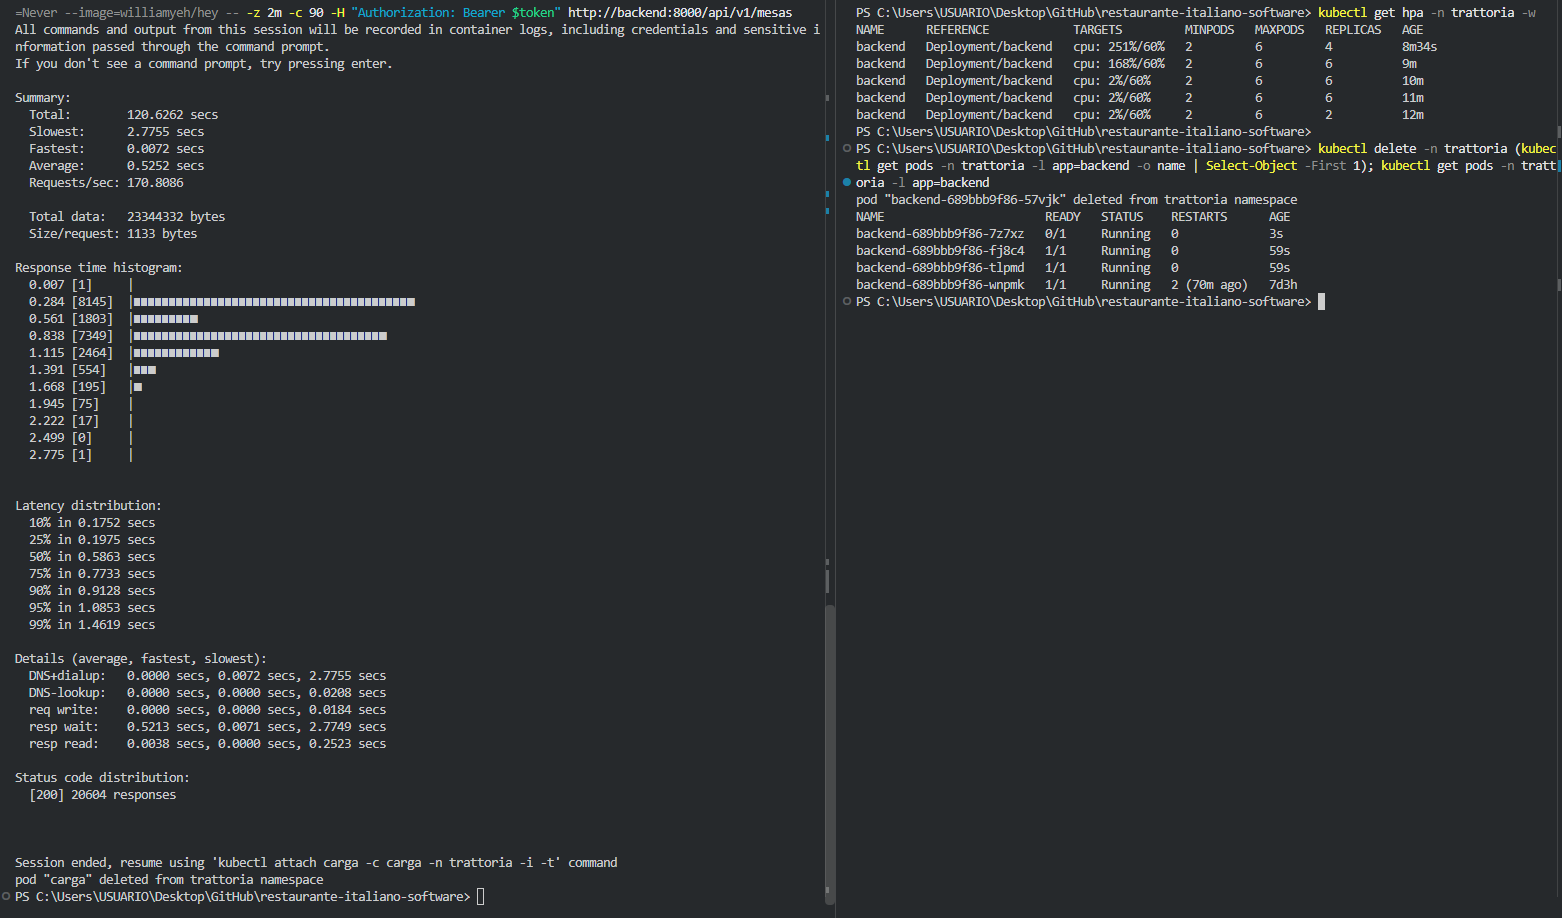 =Never --image=williamyeh/hey -- -z 2m -c 90 -H "Authorization: Bearer $token" http://backend:8000/api/v1/mesas
All commands and output from this session will be recorded in container logs, including credentials and sensitive i
nformation passed through the command prompt.
If you don't see a command prompt, try pressing enter.
Summary:
Total: 120.6262 secs
Slowest: 2.7755 secs
Fastest: 0.0072 secs
Average: 0.5252 secs
Requests/sec: 170.8086
Total data: 23344332 bytes
Size/request: 1133 bytes
Response time histogram:
0.007 [1] |
0.284 [8145] |■■■■■■■■■■■■■■■■■■■■■■■■■■■■■■■■■■■■■■■■
0.561 [1803] |■■■■■■■■■
0.838 [7349] |■■■■■■■■■■■■■■■■■■■■■■■■■■■■■■■■■■■■
1.115 [2464] |■■■■■■■■■■■■
1.391 [554] |■■■
1.668 [195] |■
1.945 [75] |
2.222 [17] |
2.499 [0] |
2.775 [1] |
Latency distribution:
10% in 0.1752 secs
25% in 0.1975 secs
50% in 0.5863 secs
75% in 0.7733 secs
90% in 0.9128 secs
95% in 1.0853 secs
99% in 1.4619 secs
Details (average, fastest, slowest):
DNS+dialup: 0.0000 secs, 0.0072 secs, 2.7755 secs
DNS-lookup: 0.0000 secs, 0.0000 secs, 0.0208 secs
req write: 0.0000 secs, 0.0000 secs, 0.0184 secs
resp wait: 0.5213 secs, 0.0071 secs, 2.7749 secs
resp read: 0.0038 secs, 0.0000 secs, 0.2523 secs
Status code distribution:
[200] 20604 responses
Session ended, resume using 'kubectl attach carga -c carga -n trattoria -i -t' command
pod "carga" deleted from trattoria namespace
PS C:\Users\USUARIO\Desktop\GitHub\restaurante-italiano-software>
PS C:\Users\USUARIO\Desktop\GitHub\restaurante-italiano-software> kubectl get hpa -n trattoria -w
NAME REFERENCE TARGETS MINPODS MAXPODS REPLICAS AGE
backend Deployment/backend cpu: 251%/60% 2 6 4 8m34s
backend Deployment/backend cpu: 168%/60% 2 6 6 9m
backend Deployment/backend cpu: 2%/60% 2 6 6 10m
backend Deployment/backend cpu: 2%/60% 2 6 6 11m
backend Deployment/backend cpu: 2%/60% 2 6 2 12m
PS C:\Users\USUARIO\Desktop\GitHub\restaurante-italiano-software>
PS C:\Users\USUARIO\Desktop\GitHub\restaurante-italiano-software> kubectl delete -n trattoria (kubec
tl get pods -n trattoria -l app=backend -o name | Select-Object -First 1); kubectl get pods -n tratt
oria -l app=backend
pod "backend-689bbb9f86-57vjk" deleted from trattoria namespace
NAME READY STATUS RESTARTS AGE
backend-689bbb9f86-7z7xz 0/1 Running 0 3s
backend-689bbb9f86-fj8c4 1/1 Running 0 59s
backend-689bbb9f86-tlpmd 1/1 Running 0 59s
backend-689bbb9f86-wnpmk 1/1 Running 2 (70m ago) 7d3h
PS C:\Users\USUARIO\Desktop\GitHub\restaurante-italiano-software>